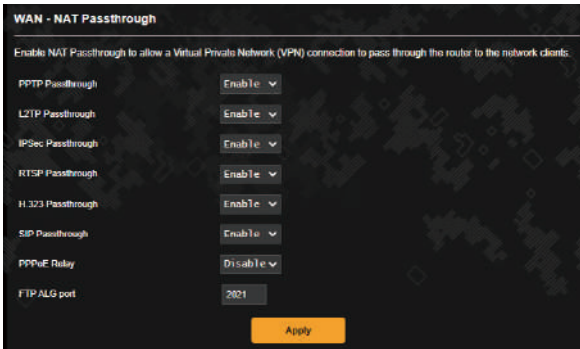 WAN - NAT Passthrough
Enable NAT Passthrough to allow a Virtual Private Network (VPN) connection to pass through the router to the network clients.
PPTP Passthrough Enable
L2TP Passthrough Enable
IPSec Passthrough Enable
RTSP Passthrough Enable
H.323 Passthrough Enable
SIP Passthrough Enable
PPPoE Relay Disable
FTP ALG port 2021
Apply